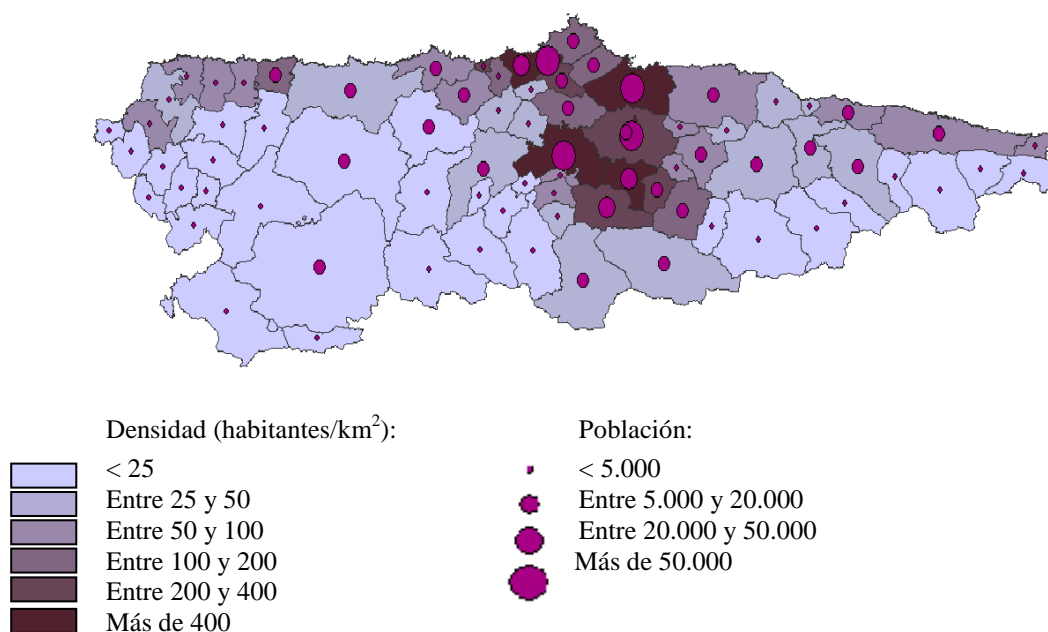 Densidad (habitantes/km²):
< 25
Entre 25 y 50
Entre 50 y 100
Entre 100 y 200
Entre 200 y 400
Más de 400
Población:
< 5.000
Entre 5.000 y 20.000
Entre 20.000 y 50.000
Más de 50.000